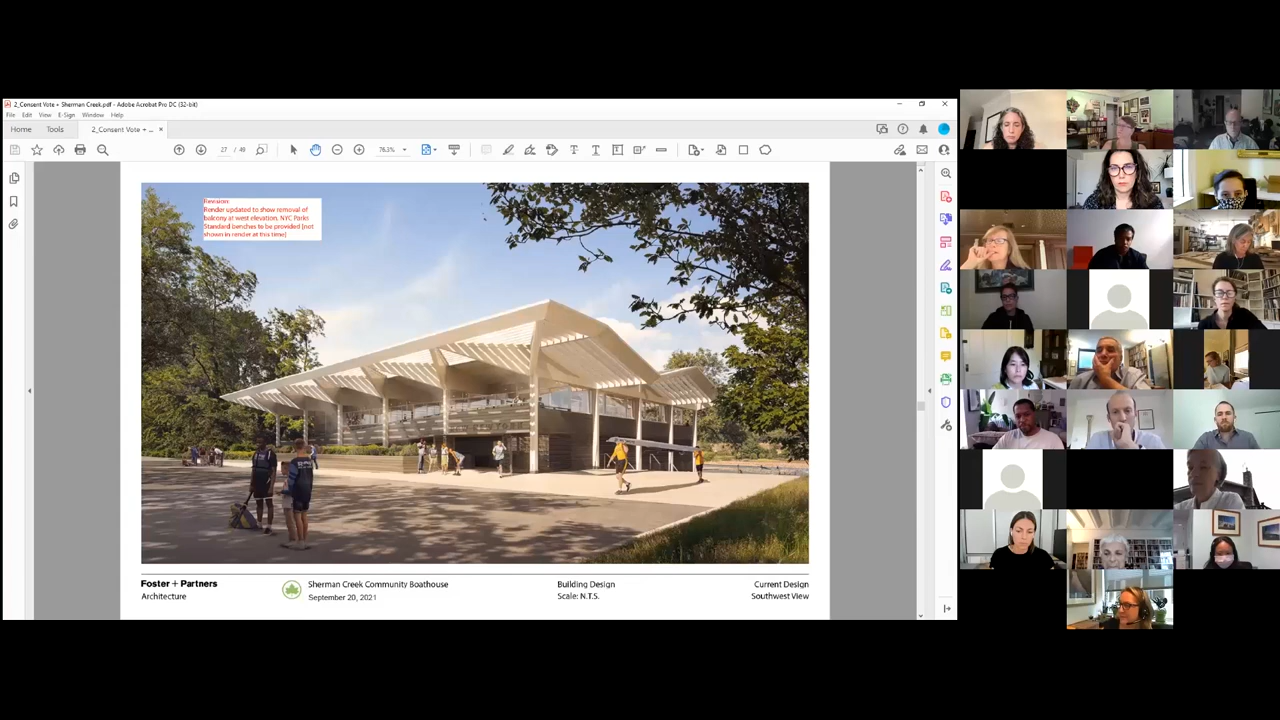 2_Consent Vote + Sherman Creek.pdf - Adobe Acrobat Pro DC (32-bit)
File Edit View E-Sign Window Help
Home Tools 2_Consent Vote + ...
27 / 49 76.3%
Revision:
Render updated to show removal of
balcony at west elevation. NYC Parks
Standard benches to be provided (not
shown in render at this time)
Foster + Partners
Architecture
Sherman Creek Community Boathouse
September 20, 2021
Building Design
Scale: N.T.S.
Current Design
Southwest View